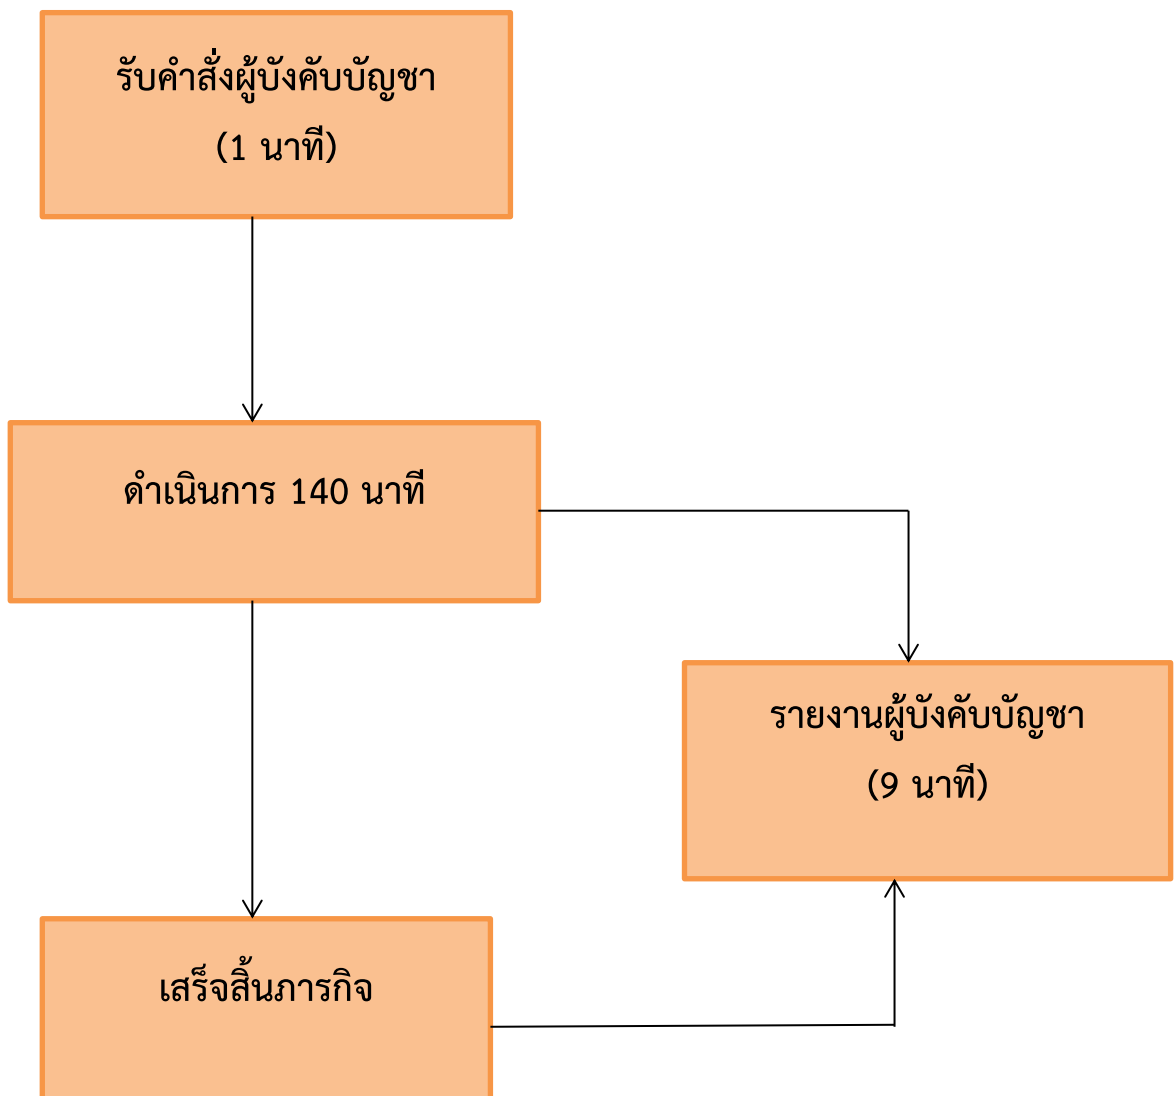 รับคำสั่งผู้บังคับบัญชา
(1 นาที)
ดำเนินการ 140 นาที
รายงานผู้บังคับบัญชา
(9 นาที)
เสร็จสิ้นภารกิจ